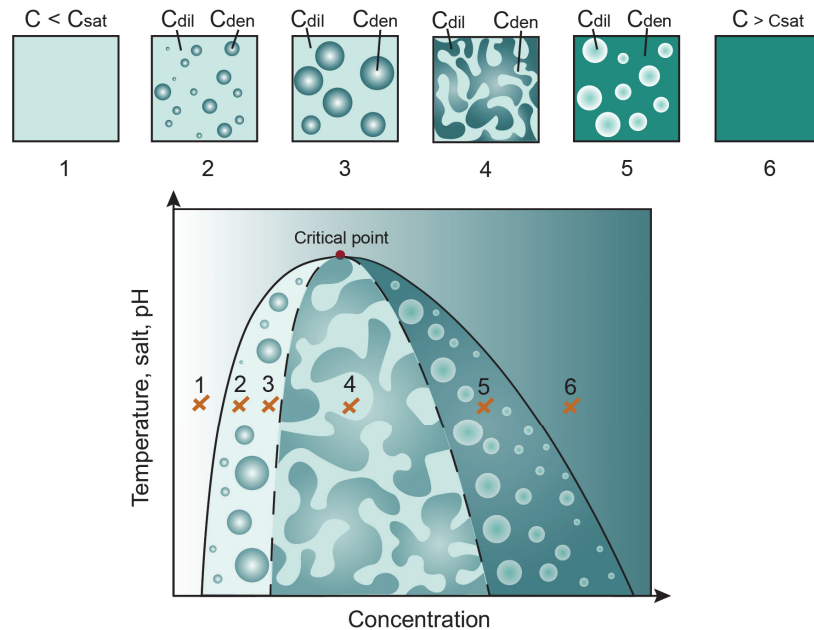 C < Csat
Cdil Cden
Cdil Cden
Cdil Cden
Cdil Cden
C > Csat
1 2 3 4 5 6
Critical point
Temperature, salt, pH
1 2 3 4 5 6
Concentration